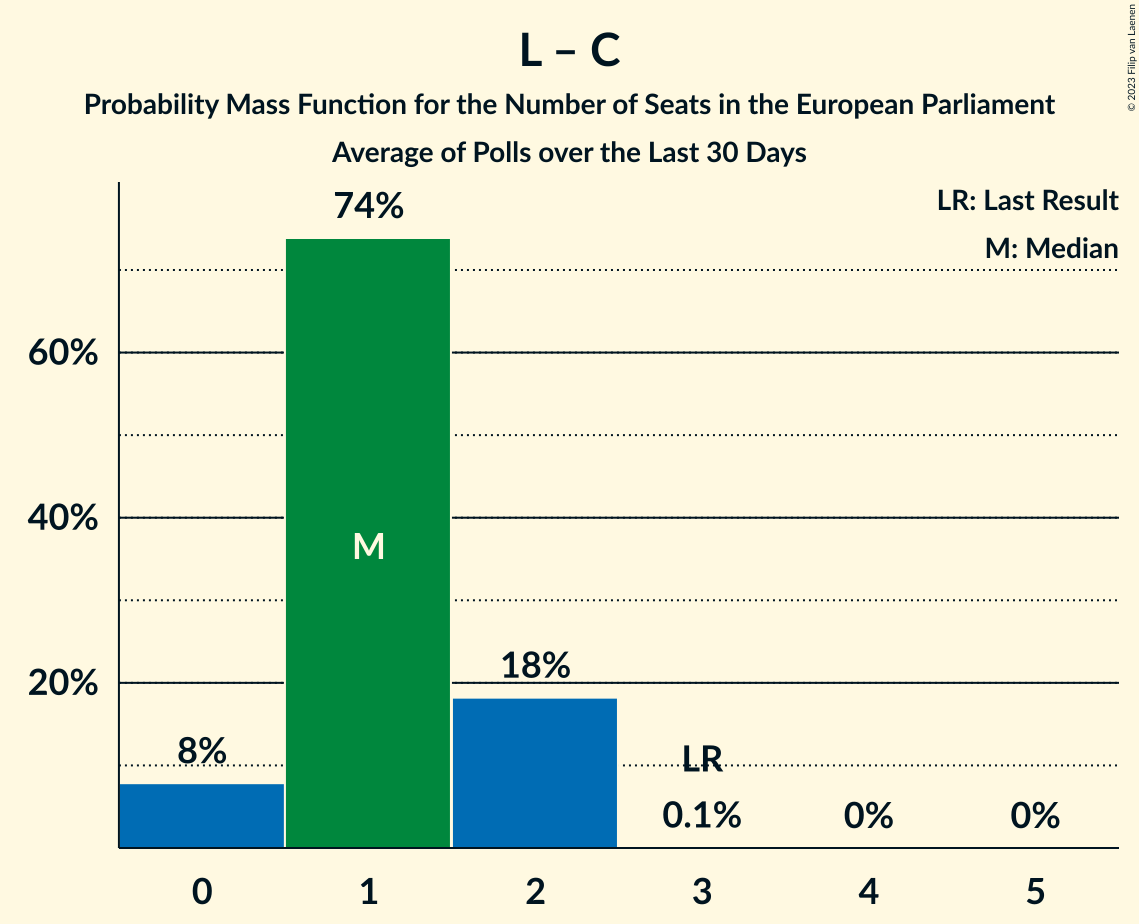 L – C
Probability Mass Function for the Number of Seats in the European Parliament
Average of Polls over the Last 30 Days
© 2023 Filip van Laenen
LR: Last Result
M: Median
74%
60%
M
40%
18%
20%
8%
LR
0.1%
0%
0%
0 1 2 3 4 5